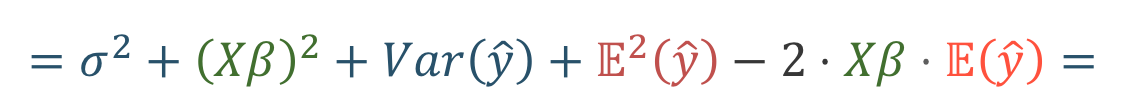 = σ² + (Xβ)² + Var(ŷ) + 𝔼²(ŷ) − 2 · Xβ · 𝔼(ŷ) =